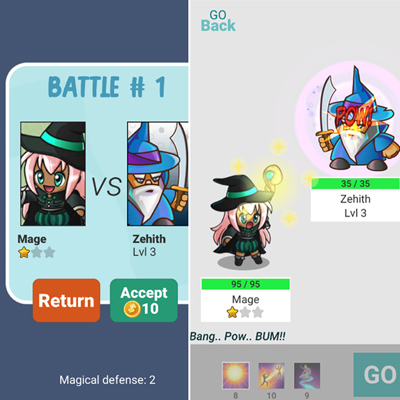 BATTLE # 1
VS
Mage
Zehith
Lvl 3
Return
Accept
10
Magical defense: 2
GO
Back
POW!
35 / 35
Zehith
Lvl 3
95 / 95
Mage
Bang.. Pow.. BUM!!
8
10
9
GO